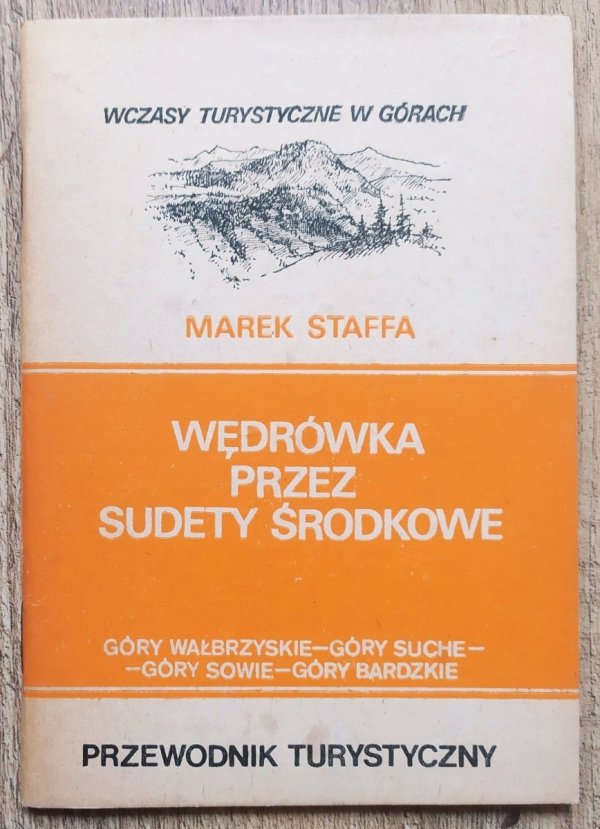 WCZASY TURYSTYCZNE W GÓRACH
MAREK STAFFA
WĘDRÓWKA
PRZEZ
SUDETY ŚRODKOWE
GÓRY WAŁBRZYSKIE—GÓRY SUCHE—
—GÓRY SOWIE—GÓRY BARDZKIE
PRZEWODNIK TURYSTYCZNY